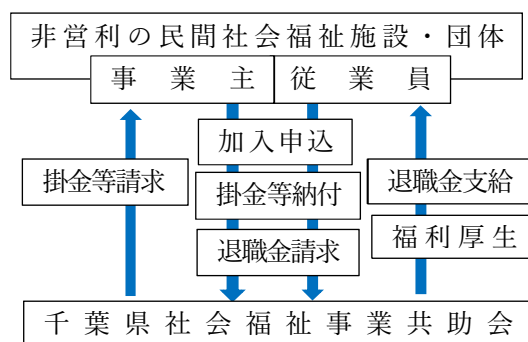 非営利の民間社会福祉施設・団体
事業主
従業員
加入申込
掛金等請求
掛金等納付
退職金支給
退職金請求
福利厚生
千葉県社会福祉事業共助会